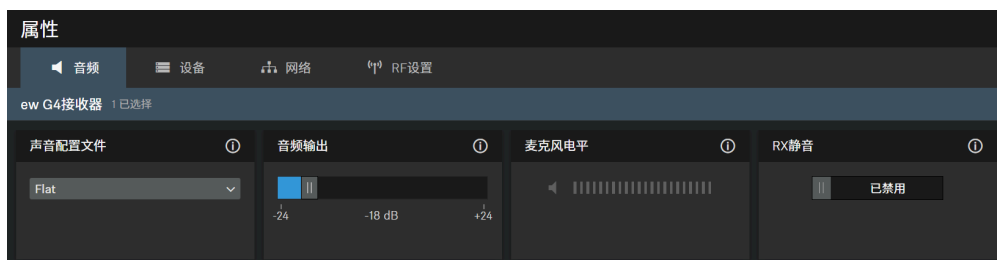 属性
音频 设备 网络 RF设置
ew G4接收器 1 已选择
声音配置文件 音频输出 麦克风电平 RX静音
Flat 已禁用
-24 -18 dB +24